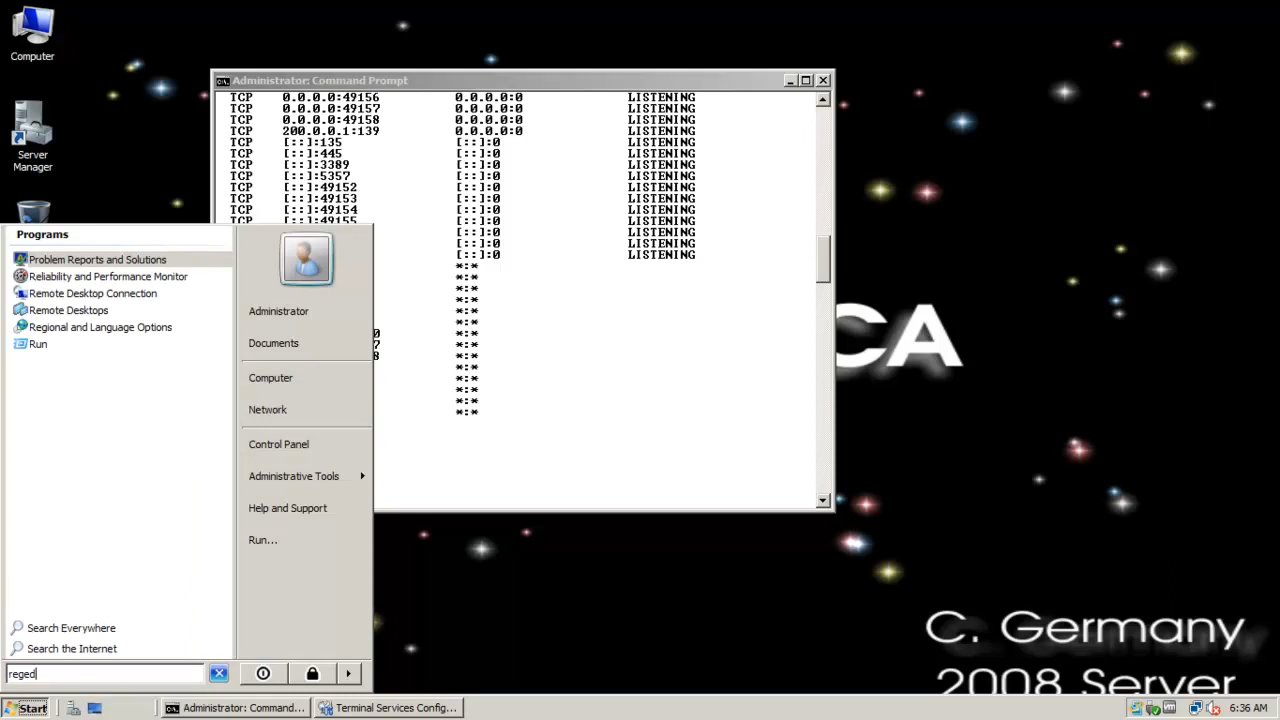 Computer
Server
Manager
Administrator: Command Prompt
TCP 0.0.0.0:49156 0.0.0.0:0 LISTENING
TCP 0.0.0.0:49157 0.0.0.0:0 LISTENING
TCP 0.0.0.0:49158 0.0.0.0:0 LISTENING
TCP 200.0.0.1:139 0.0.0.0:0 LISTENING
TCP [::]:135 [::]:0 LISTENING
TCP [::]:445 [::]:0 LISTENING
TCP [::]:3389 [::]:0 LISTENING
TCP [::]:5357 [::]:0 LISTENING
TCP [::]:49152 [::]:0 LISTENING
TCP [::]:49153 [::]:0 LISTENING
TCP [::]:49154 [::]:0 LISTENING
TCP [::]:49155 [::]:0 LISTENING
[::]:0 LISTENING
[::]:0 LISTENING
[::]:0 LISTENING
*:*
*:*
*:*
*:*
*:*
*:*
0 *:*
7 *:*
8 *:*
*:*
*:*
*:*
*:*
*:*
Programs
Problem Reports and Solutions
Reliability and Performance Monitor
Remote Desktop Connection
Remote Desktops
Regional and Language Options
Run
Search Everywhere
Search the Internet
reged
Administrator
Documents
Computer
Network
Control Panel
Administrative Tools
Help and Support
Run...
CA
C. Germany
2008 Server
Start
Administrator: Command...
Terminal Services Config...
6:36 AM